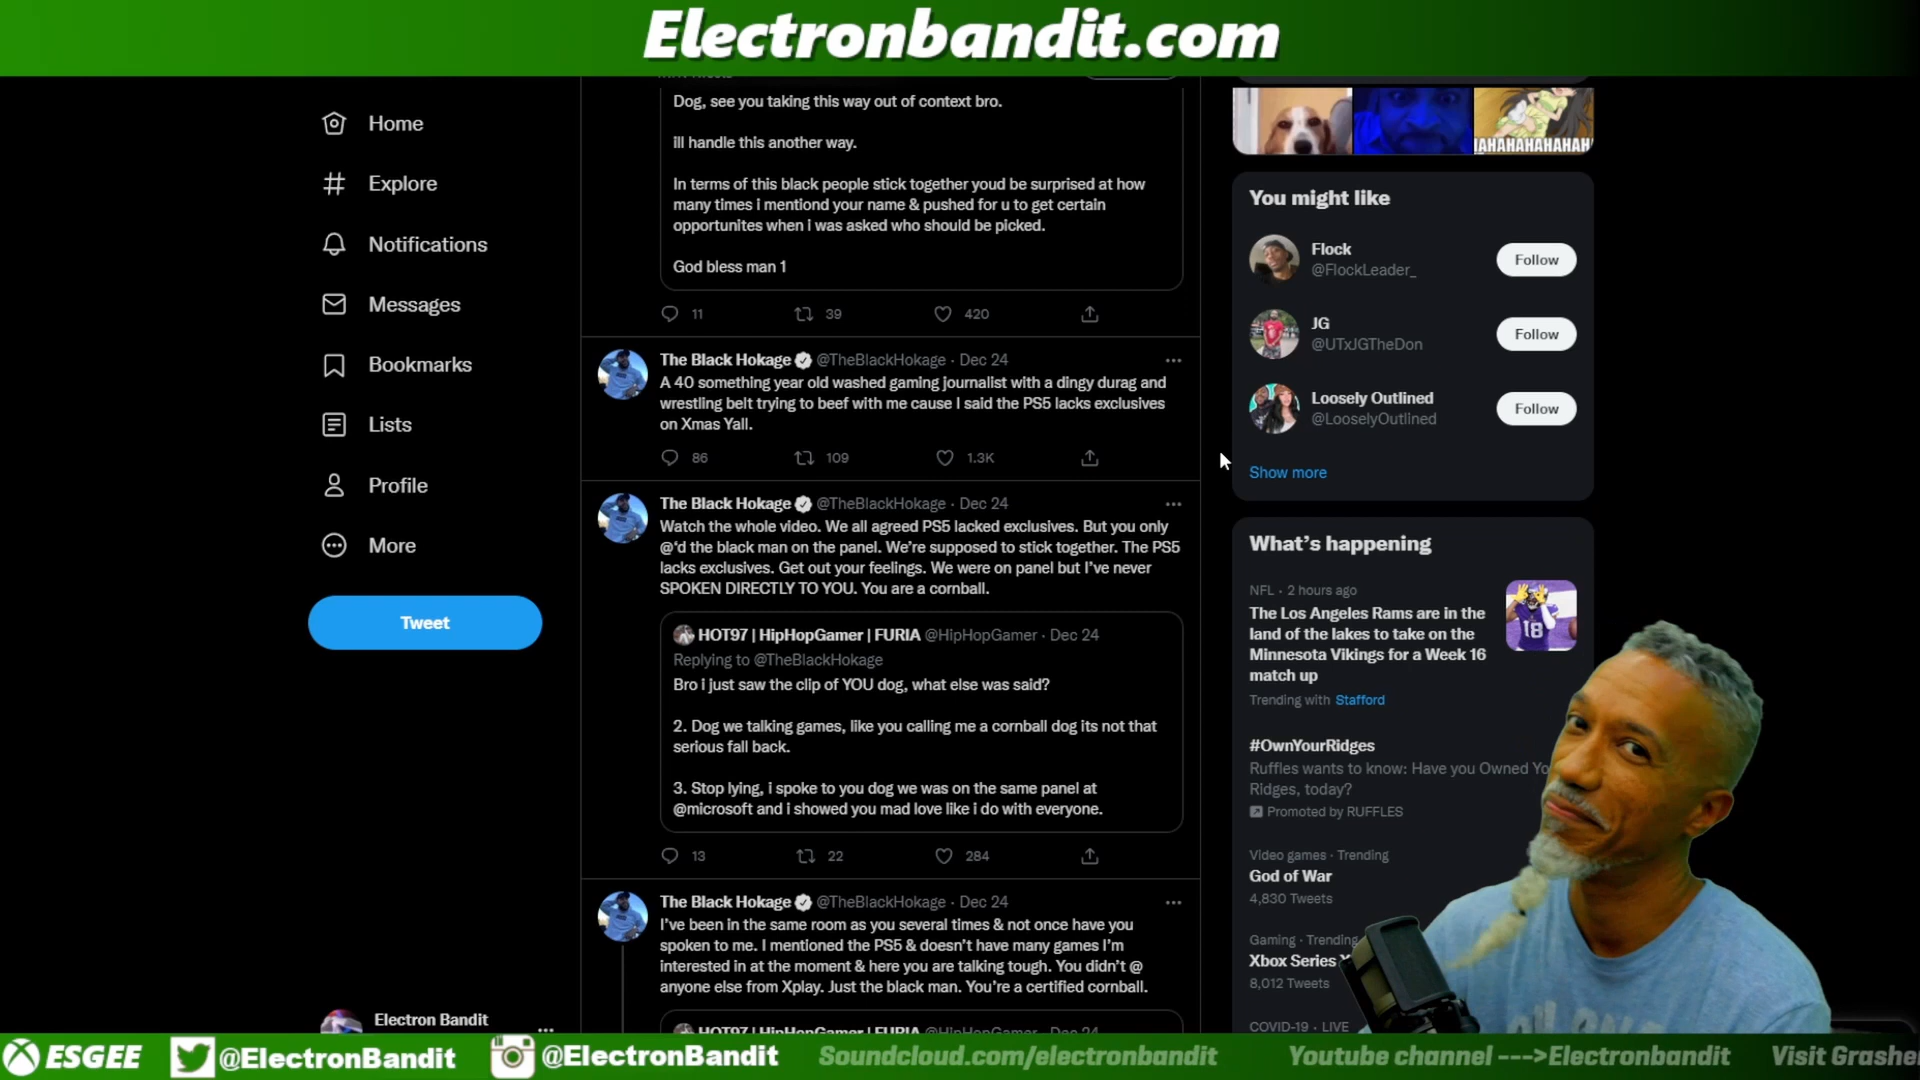 Electronbandit.com
Home
Explore
Notifications
Messages
Bookmarks
Lists
Profile
More
Tweet
Electron Bandit
Dog, see you taking this way out of context bro.
ill handle this another way.
In terms of this black people stick together youd be surprised at how
many times i mentiond your name & pushed for u to get certain
opportunites when i was asked who should be picked.
God bless man 1
11 39 420
The Black Hokage @TheBlackHokage · Dec 24
A 40 something year old washed gaming journalist with a dingy durag and
wrestling belt trying to beef with me cause I said the PS5 lacks exclusives
on Xmas Yall.
86 109 1.3K
The Black Hokage @TheBlackHokage · Dec 24
Watch the whole video. We all agreed PS5 lacked exclusives. But you only
@'d the black man on the panel. We're supposed to stick together. The PS5
lacks exclusives. Get out your feelings. We were on panel but I've never
SPOKEN DIRECTLY TO YOU. You are a cornball.
HOT97 | HipHopGamer | FURIA @HipHopGamer · Dec 24
Replying to @TheBlackHokage
Bro i just saw the clip of YOU dog, what else was said?
2. Dog we talking games, like you calling me a cornball dog its not that
serious fall back.
3. Stop lying, i spoke to you dog we was on the same panel at
@microsoft and i showed you mad love like i do with everyone.
13 22 284
The Black Hokage @TheBlackHokage · Dec 24
I've been in the same room as you several times & not once have you
spoken to me. I mentioned the PS5 & doesn't have many games I'm
interested in at the moment & here you are talking tough. You didn't @
anyone else from Xplay. Just the black man. You're a certified cornball.
HOT97 | HipHopGamer | FURIA @HipHopGamer · Dec 24
AHAHAHAHAHAH
You might like
Flock
@FlockLeader_
Follow
JG
@UTxJGTheDon
Follow
Loosely Outlined
@LooselyOutlined
Follow
Show more
What's happening
NFL · 2 hours ago
The Los Angeles Rams are in the
land of the lakes to take on the
Minnesota Vikings for a Week 16
match up
18
Trending with Stafford
#OwnYourRidges
Ruffles wants to know: Have you Owned Yo
Ridges, today?
Promoted by RUFFLES
Video games · Trending
God of War
4,830 Tweets
Gaming · Trending
Xbox Series
8,012 Tweets
COVID-19 · LIVE
ESGEE @ElectronBandit @ElectronBandit Soundcloud.com/electronbandit Youtube channel --->Electronbandit Visit Grashe